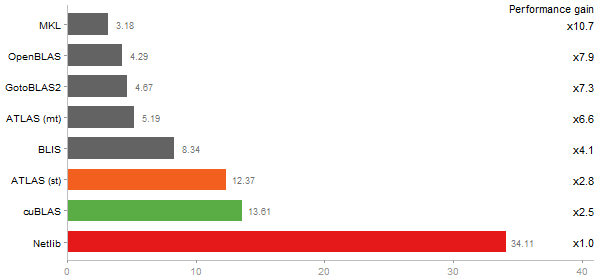 Performance gain
MKL 3.18 x10.7
OpenBLAS 4.29 x7.9
GotoBLAS2 4.67 x7.3
ATLAS (mt) 5.19 x6.6
BLIS 8.34 x4.1
ATLAS (st) 12.37 x2.8
cuBLAS 13.61 x2.5
Netlib 34.11 x1.0
0 10 20 30 40